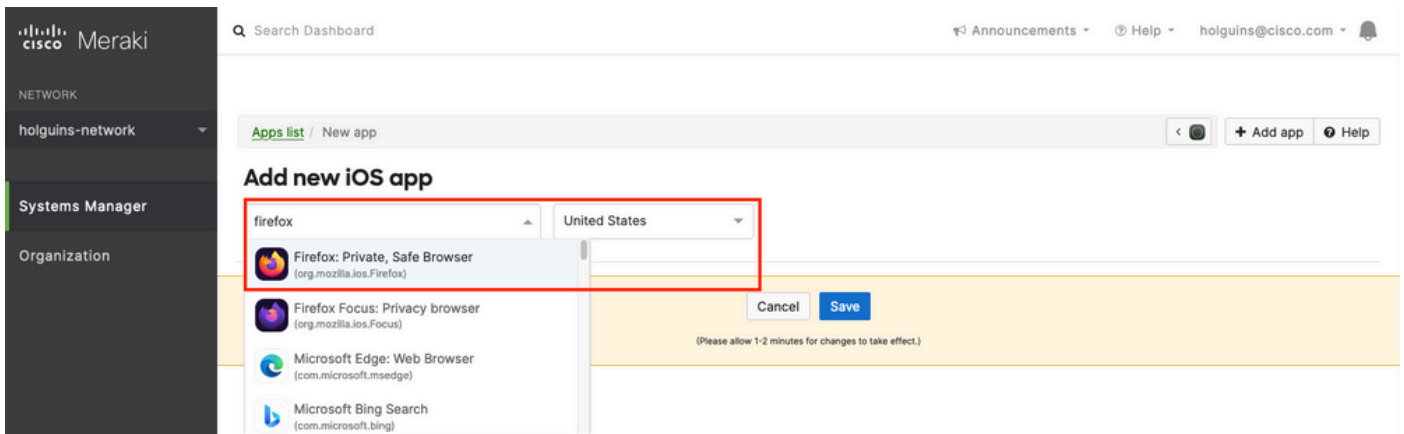 cisco Meraki
Search Dashboard
Announcements
Help
holguins@cisco.com
NETWORK
holguins-network
Systems Manager
Organization
Apps list / New app
+ Add app
Help
Add new iOS app
firefox
United States
Firefox: Private, Safe Browser
(org.mozilla.ios.Firefox)
Firefox Focus: Privacy browser
(org.mozilla.ios.Focus)
Microsoft Edge: Web Browser
(com.microsoft.msedge)
Microsoft Bing Search
(com.microsoft.bing)
Cancel
Save
(Please allow 1-2 minutes for changes to take effect.)